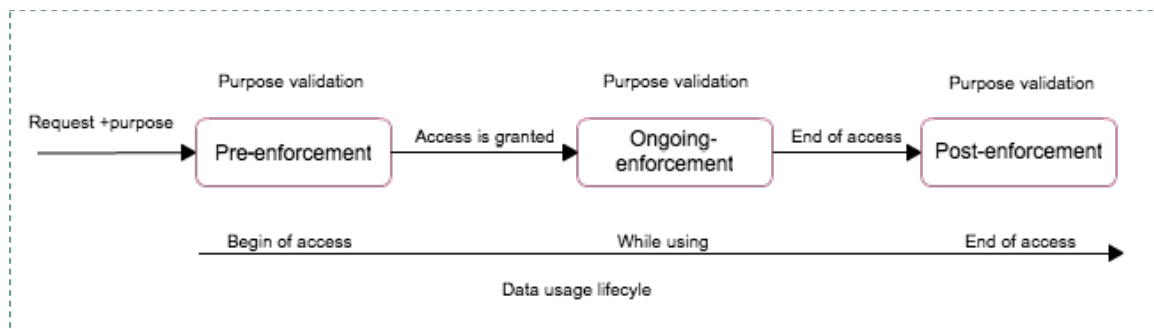 Purpose validation
Purpose validation
Purpose validation
Request +purpose
Pre-enforcement
Access is granted
Ongoing-
enforcement
End of access
Post-enforcement
Begin of access
While using
End of access
Data usage lifecyle